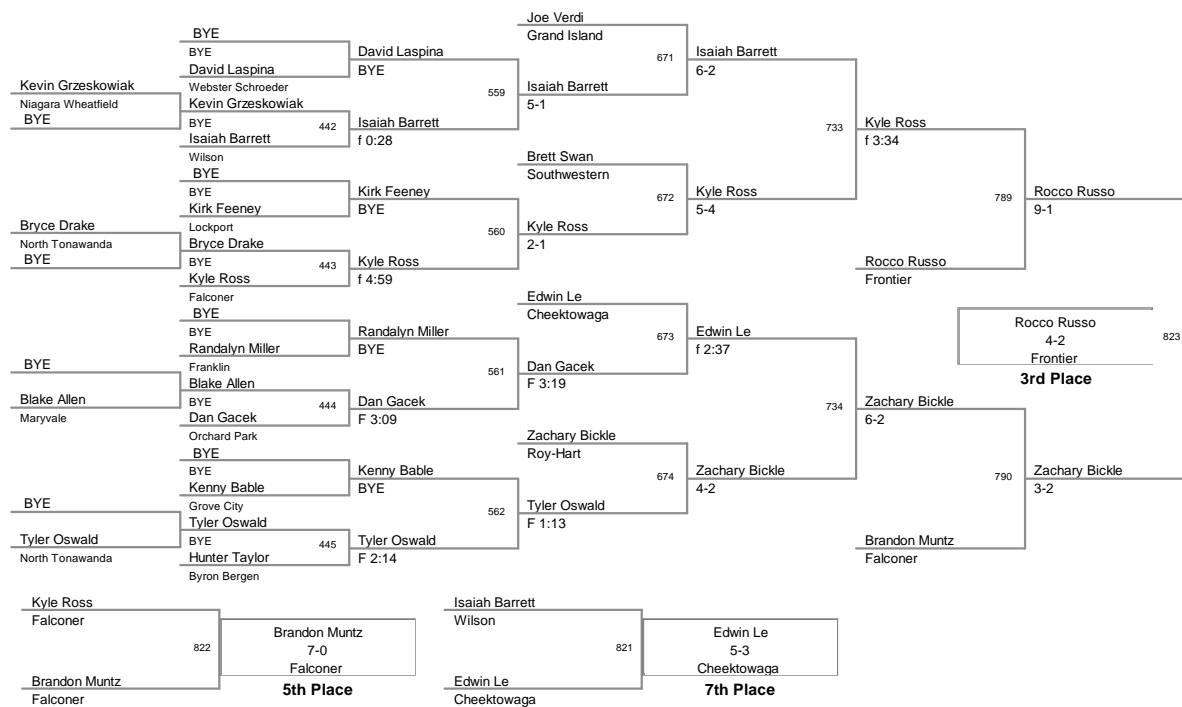 Joe Verdi
Grand Island
671
Isaiah Barrett
6-2
BYE
BYE
David Laspina
Webster Schroeder
David Laspina
BYE
559
Isaiah Barrett
5-1
Kevin Grzeskowiak
Niagara Wheatfield
BYE
Kevin Grzeskowiak
BYE
442
Isaiah Barrett
Wilson
Isaiah Barrett
f 0:28
733
Kyle Ross
f 3:34
Brett Swan
Southwestern
672
Kyle Ross
5-4
BYE
BYE
Kirk Feeney
Lockport
Kirk Feeney
BYE
560
Kyle Ross
2-1
Bryce Drake
North Tonawanda
BYE
Bryce Drake
BYE
443
Kyle Ross
Falconer
Kyle Ross
f 4:59
789
Rocco Russo
9-1
Rocco Russo
Frontier
Edwin Le
Cheektowaga
673
Edwin Le
f 2:37
BYE
BYE
Randalyn Miller
Franklin
Randalyn Miller
BYE
561
Dan Gacek
F 3:19
BYE
Blake Allen
Maryvale
Blake Allen
BYE
444
Dan Gacek
Orchard Park
Dan Gacek
F 3:09
734
Zachary Bickle
6-2
Rocco Russo
4-2
Frontier
823
3rd Place
Zachary Bickle
Roy-Hart
674
Zachary Bickle
4-2
BYE
BYE
Kenny Bable
Grove City
Kenny Bable
BYE
562
Tyler Oswald
F 1:13
BYE
Tyler Oswald
North Tonawanda
Tyler Oswald
BYE
445
Hunter Taylor
Byron Bergen
Tyler Oswald
F 2:14
790
Zachary Bickle
3-2
Brandon Muntz
Falconer
Kyle Ross
Falconer
822
Brandon Muntz
7-0
Falconer
5th Place
Brandon Muntz
Falconer
Isaiah Barrett
Wilson
821
Edwin Le
5-3
Cheektowaga
7th Place
Edwin Le
Cheektowaga